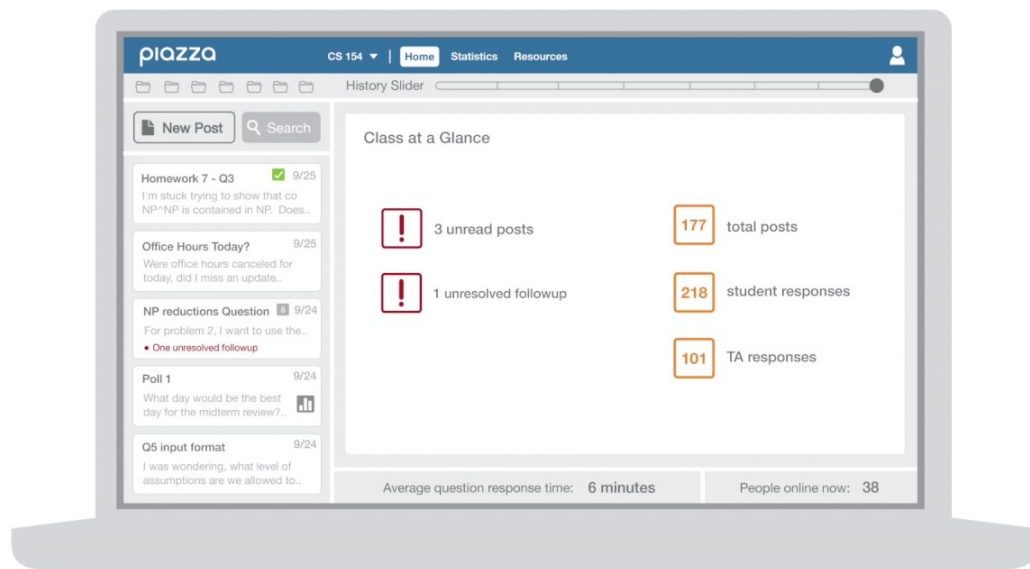 piazza
CS 154
Home
Statistics
Resources
History Slider
New Post
Search
Homework 7 - Q3
9/25
I'm stuck trying to show that co
NP^NP is contained in NP. Does..
Office Hours Today?
9/25
Were office hours canceled for
today, did I miss an update..
NP reductions Question
8
9/24
For problem 2, I want to use the..
• One unresolved followup
Poll 1
9/24
What day would be the best
day for the midterm review?..
Q5 input format
9/24
I was wondering, what level of
assumptions are we allowed to..
Class at a Glance
! 3 unread posts
! 1 unresolved followup
177 total posts
218 student responses
101 TA responses
Average question response time: 6 minutes
People online now: 38